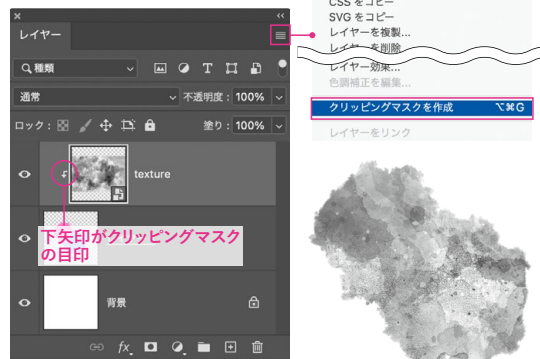 レイヤー
種類
T
通常
不透明度：100%
ロック：
塗り：100%
texture
下矢印がクリッピングマスク
の目印
背景
fx
CSS をコピー
SVG をコピー
レイヤーを複製...
レイヤーを削除
レイヤー効果...
色調補正を編集...
クリッピングマスクを作成 ⌥⌘G
レイヤーをリンク